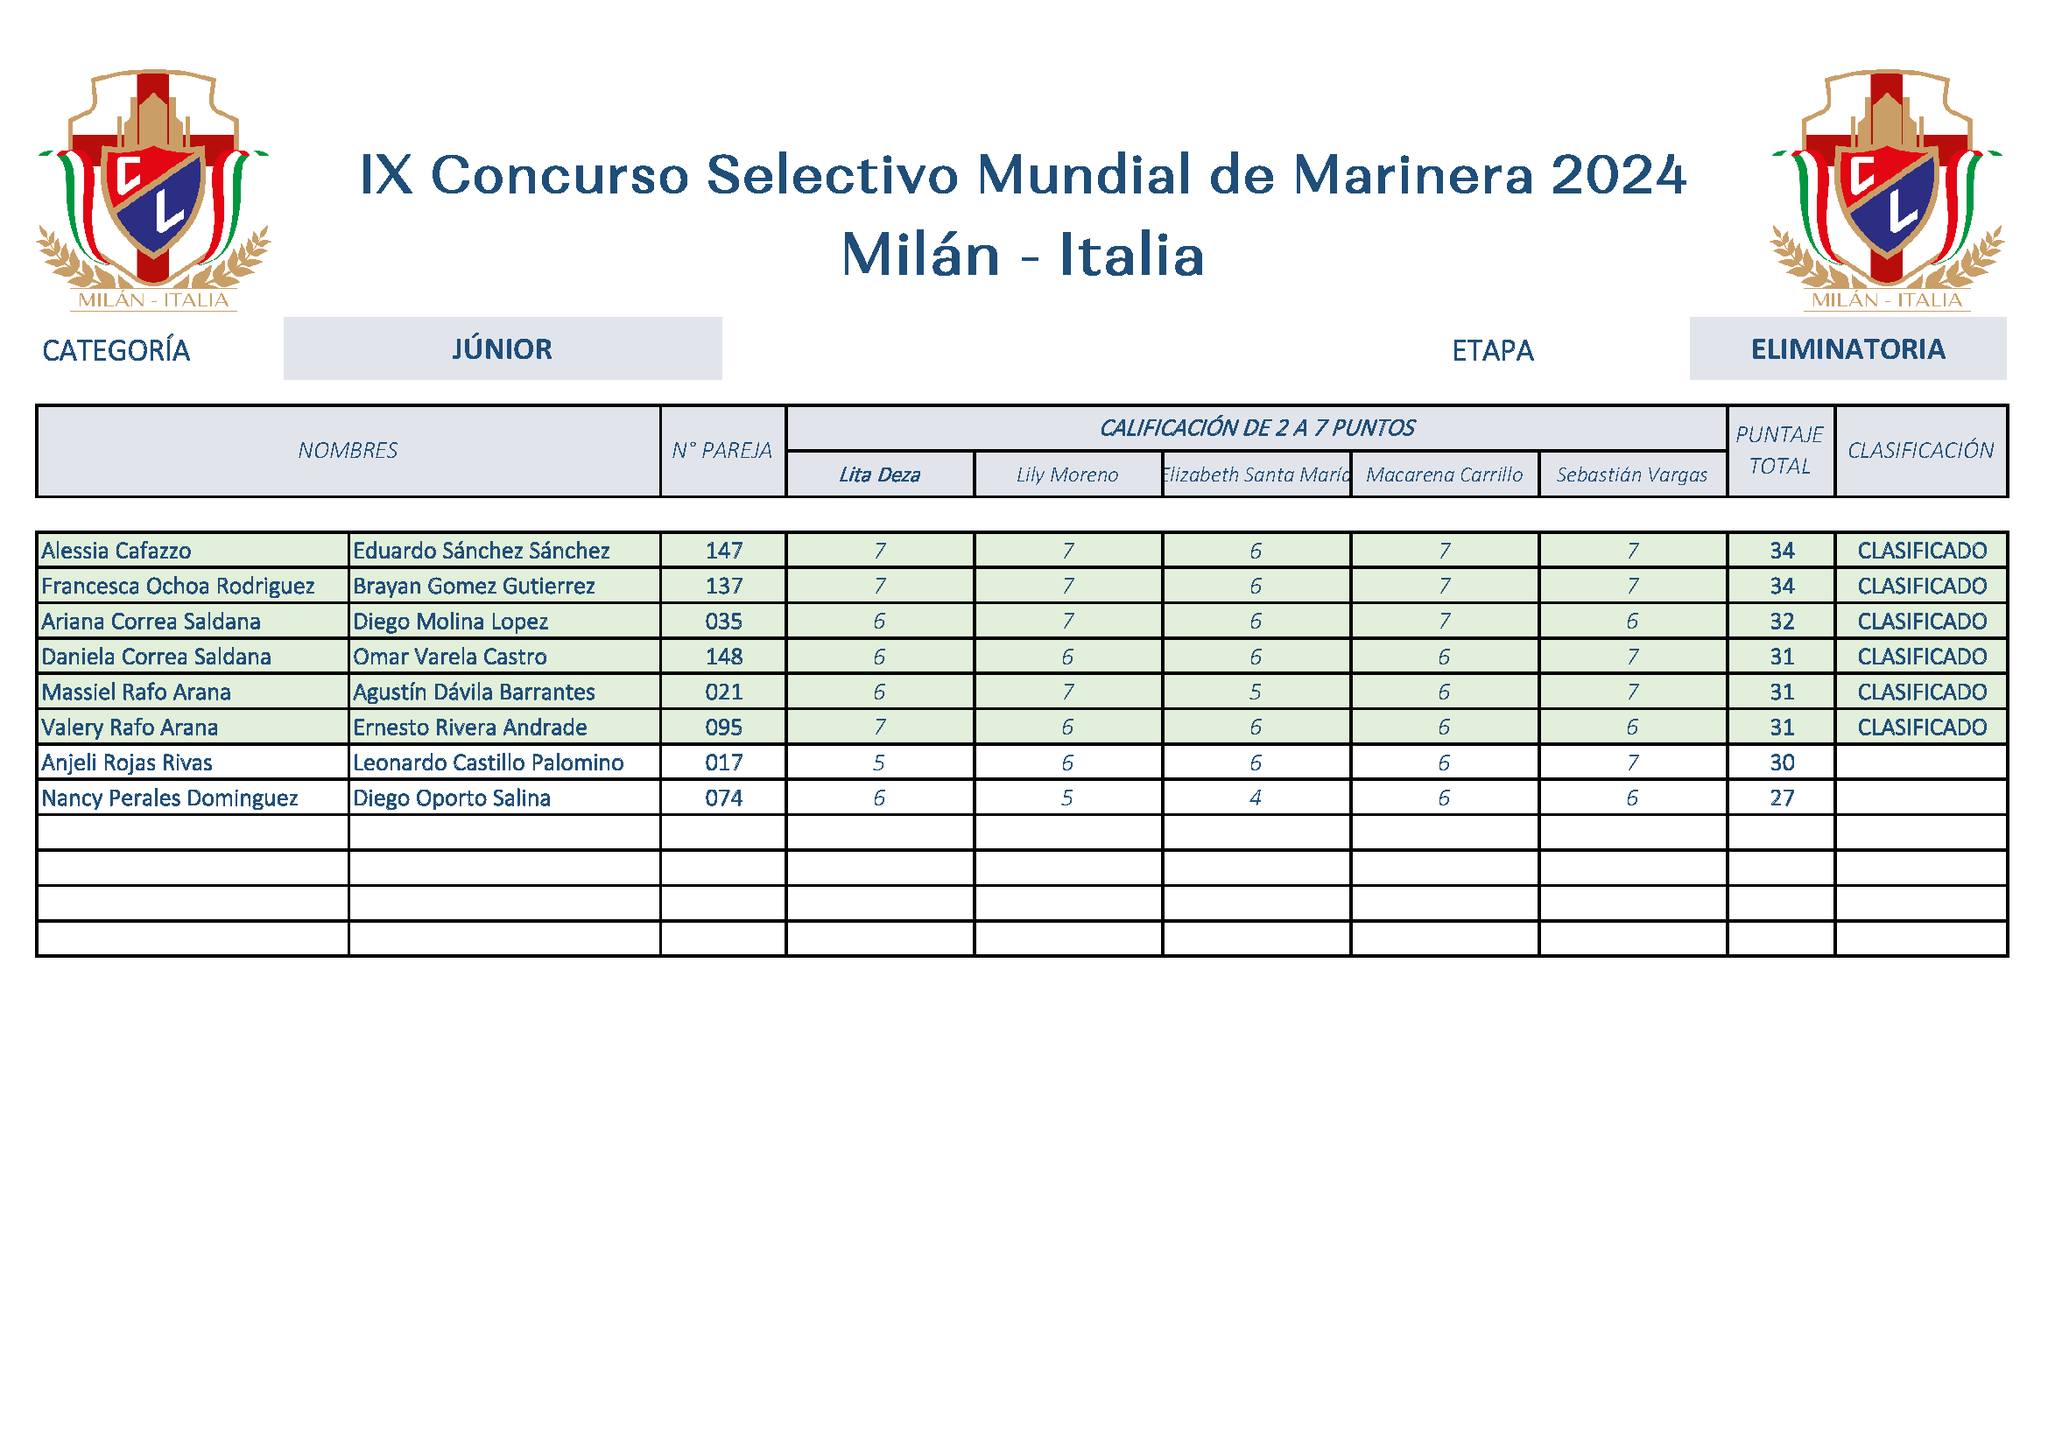 IX Concurso Selectivo Mundial de Marinera 2024
Milán - Italia
CL
MILÁN - ITALIA
CL
MILÁN - ITALIA
CATEGORÍA JÚNIOR ETAPA ELIMINATORIA
NOMBRES N° PAREJA CALIFICACIÓN DE 2 A 7 PUNTOS PUNTAJE TOTAL CLASIFICACIÓN
Lita Deza Lily Moreno Elizabeth Santa María Macarena Carrillo Sebastián Vargas
Alessia Cafazzo Eduardo Sánchez Sánchez 147 7 7 6 7 7 34 CLASIFICADO
Francesca Ochoa Rodriguez Brayan Gomez Gutierrez 137 7 7 6 7 7 34 CLASIFICADO
Ariana Correa Saldana Diego Molina Lopez 035 6 7 6 7 6 32 CLASIFICADO
Daniela Correa Saldana Omar Varela Castro 148 6 6 6 6 7 31 CLASIFICADO
Massiel Rafo Arana Agustín Dávila Barrantes 021 6 7 5 6 7 31 CLASIFICADO
Valery Rafo Arana Ernesto Rivera Andrade 095 7 6 6 6 6 31 CLASIFICADO
Anjeli Rojas Rivas Leonardo Castillo Palomino 017 5 6 6 6 7 30
Nancy Perales Dominguez Diego Oporto Salina 074 6 5 4 6 6 27